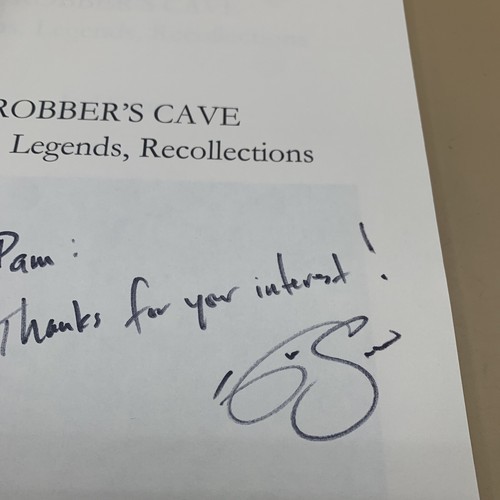 ROBBER'S CAVE
Legends, Recollections
Pam:
Thanks for your interest!